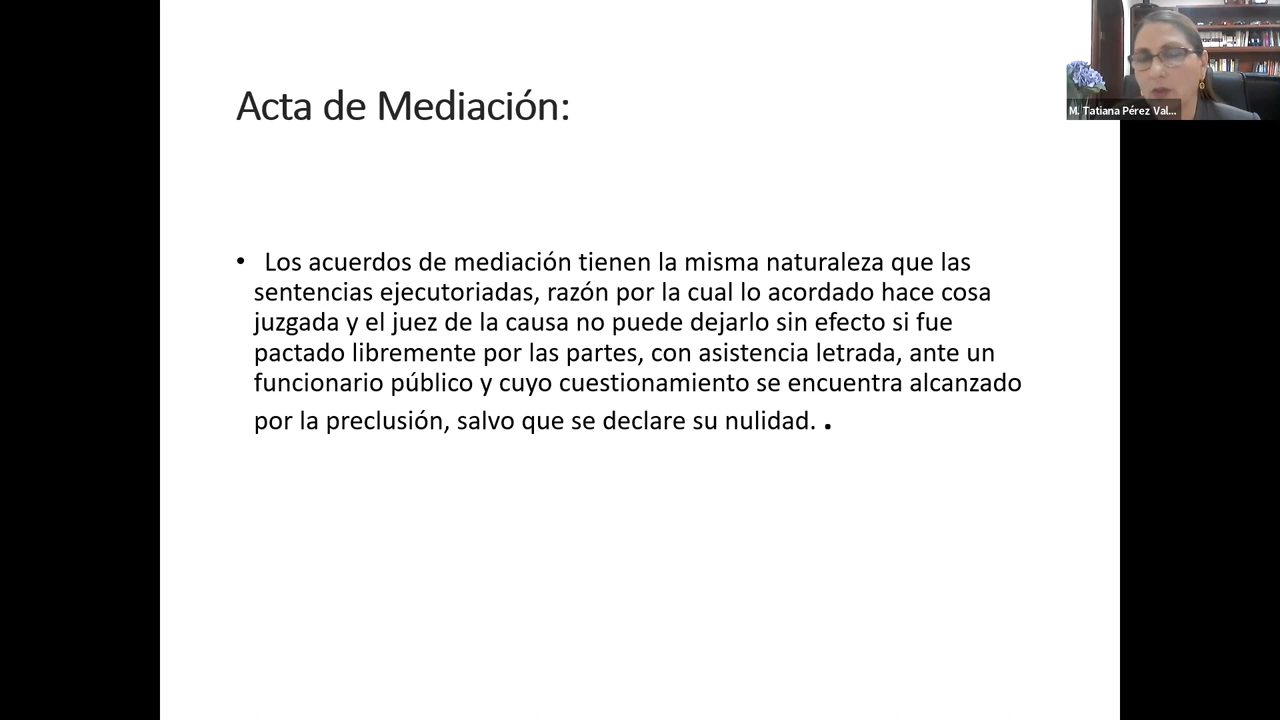 Acta de Mediación:
M. Tatiana Pérez Val...
• Los acuerdos de mediación tienen la misma naturaleza que las
sentencias ejecutoriadas, razón por la cual lo acordado hace cosa
juzgada y el juez de la causa no puede dejarlo sin efecto si fue
pactado libremente por las partes, con asistencia letrada, ante un
funcionario público y cuyo cuestionamiento se encuentra alcanzado
por la preclusión, salvo que se declare su nulidad. .